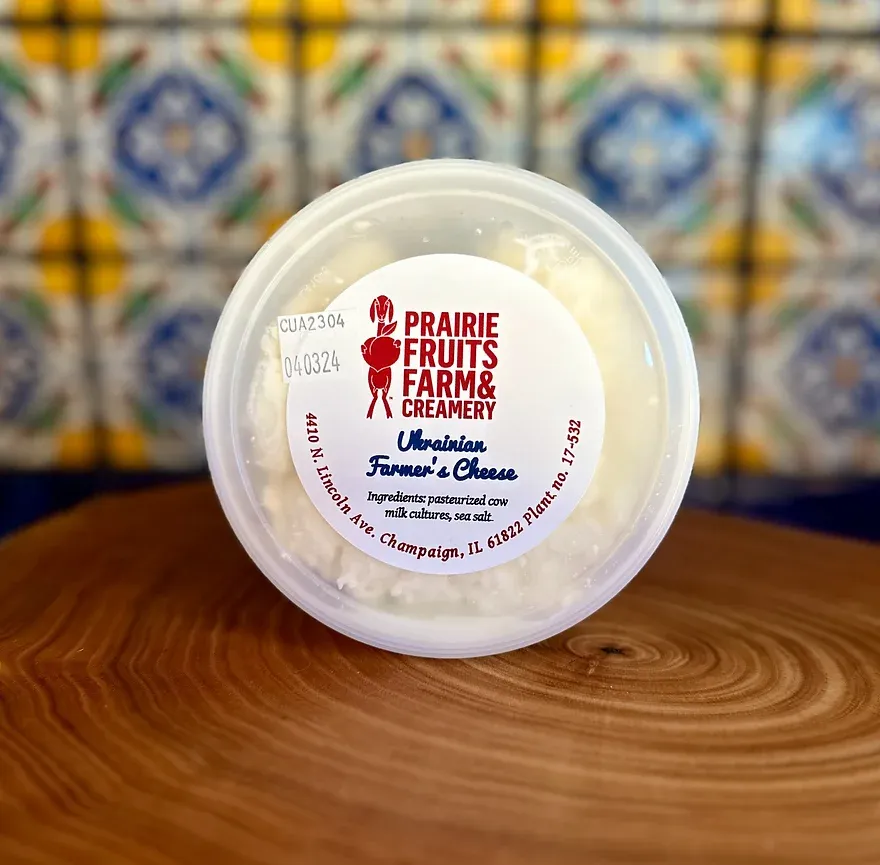 CUA2304
040324
PRAIRIE
FRUITS
FARM&
CREAMERY
Ukrainian
Farmer's Cheese
Ingredients: pasteurized cow
milk cultures, sea salt.
4410 N. Lincoln Ave. Champaign, IL 61822 Plant no. 17-532